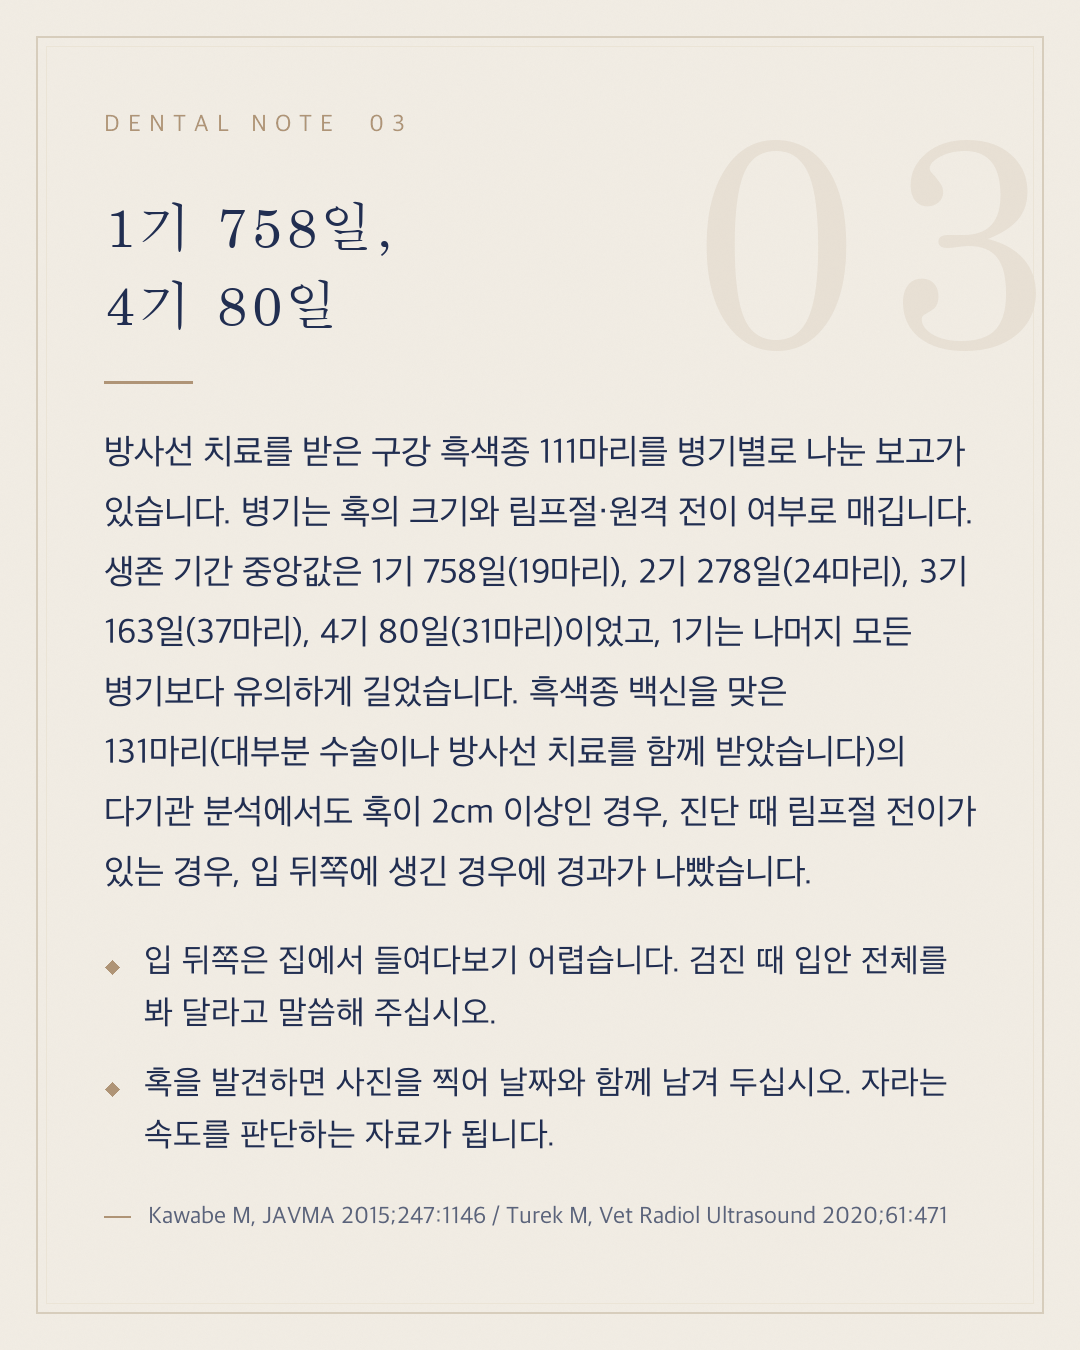 DENTAL NOTE 03
03
1기 758일,
4기 80일
방사선 치료를 받은 구강 흑색종 111마리를 병기별로 나눈 보고가
있습니다. 병기는 혹의 크기와 림프절·원격 전이 여부로 매깁니다.
생존 기간 중앙값은 1기 758일(19마리), 2기 278일(24마리), 3기
163일(37마리), 4기 80일(31마리)이었고, 1기는 나머지 모든
병기보다 유의하게 길었습니다. 흑색종 백신을 맞은
131마리(대부분 수술이나 방사선 치료를 함께 받았습니다)의
다기관 분석에서도 혹이 2cm 이상인 경우, 진단 때 림프절 전이가
있는 경우, 입 뒤쪽에 생긴 경우에 경과가 나빴습니다.
◆ 입 뒤쪽은 집에서 들여다보기 어렵습니다. 검진 때 입안 전체를
봐 달라고 말씀해 주십시오.
◆ 혹을 발견하면 사진을 찍어 날짜와 함께 남겨 두십시오. 자라는
속도를 판단하는 자료가 됩니다.
— Kawabe M, JAVMA 2015;247:1146 / Turek M, Vet Radiol Ultrasound 2020;61:471